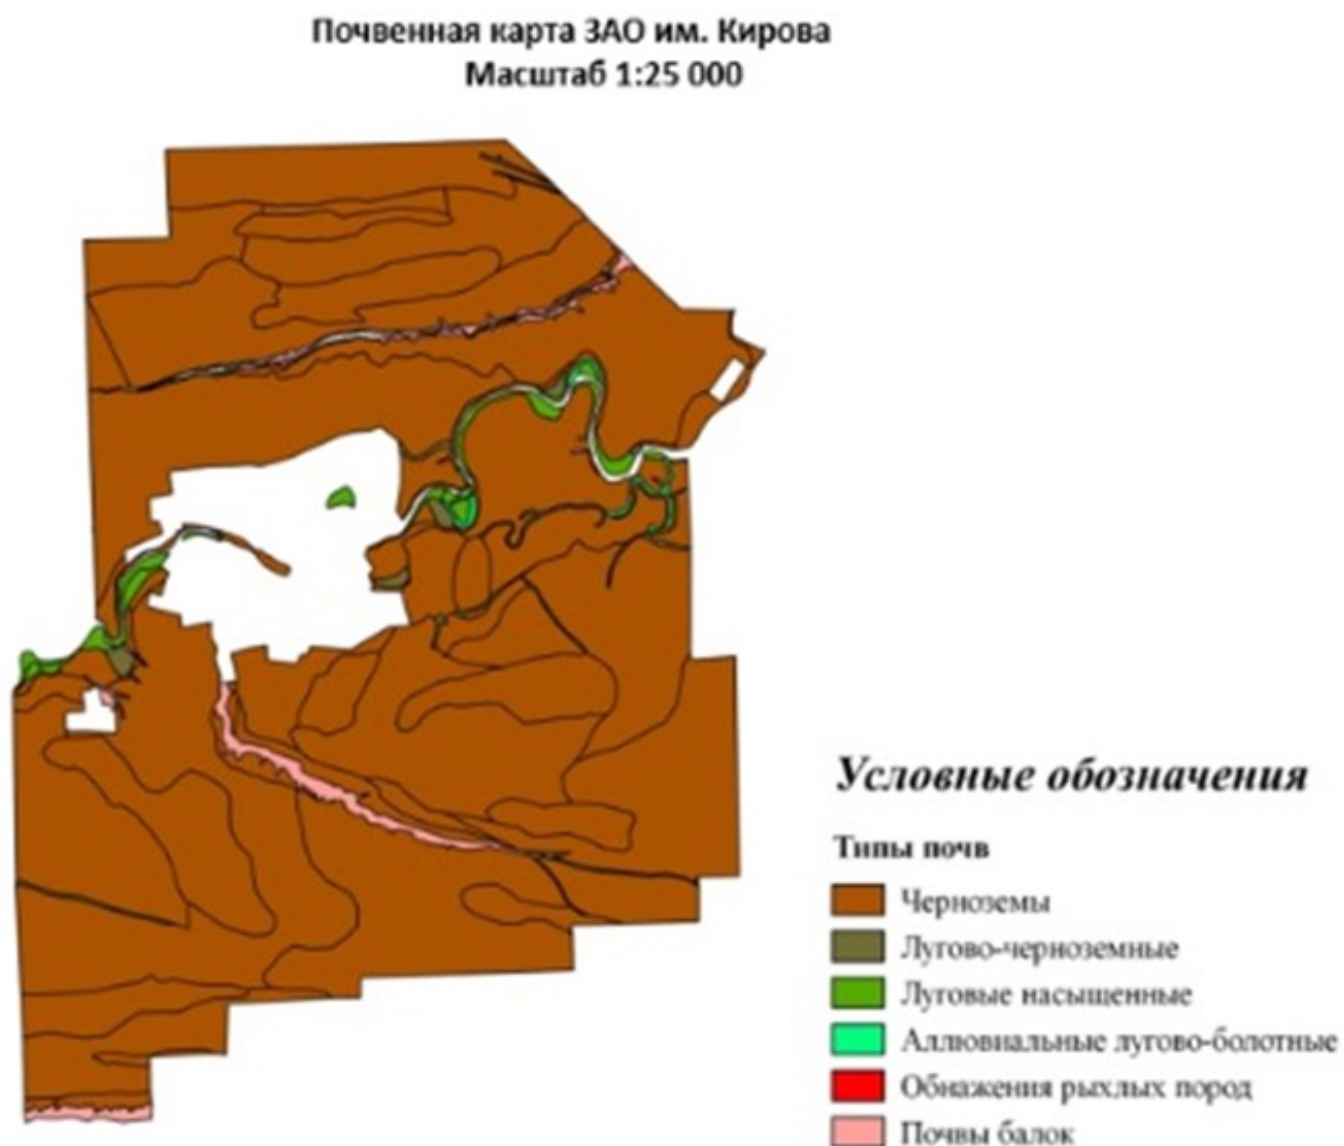 Почвенная карта ЗАО им. Кирова
Масштаб 1:25 000
Условные обозначения
Типы почв
Черноземы
Лугово-черноземные
Луговые насыщенные
Аллювиальные лугово-болотные
Обнажения рыхлых пород
Почвы балок